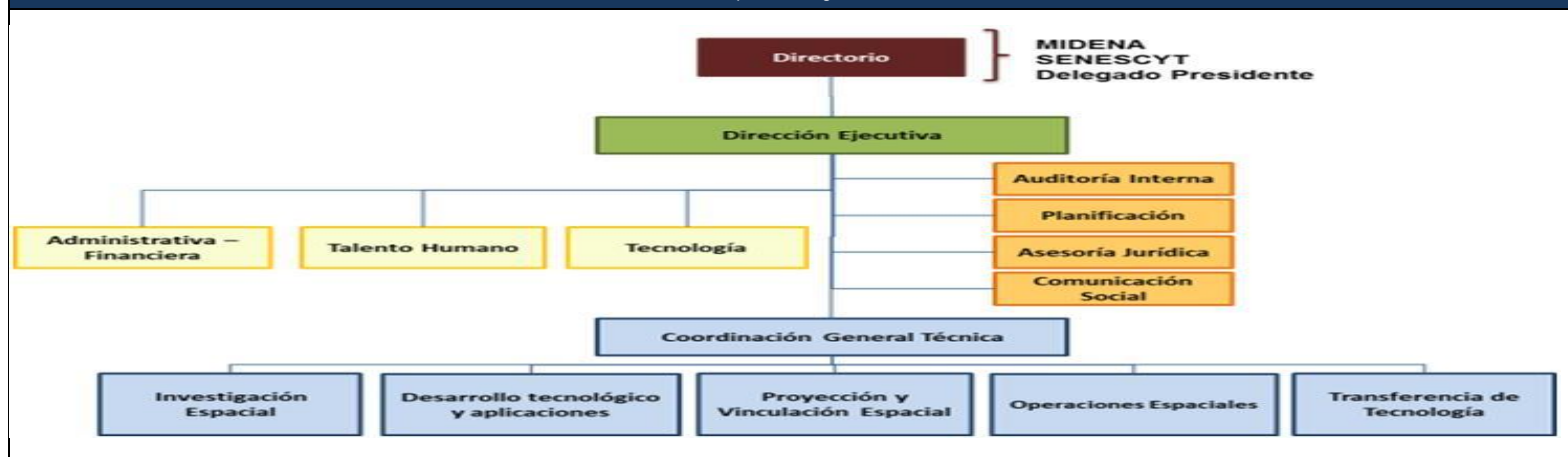 Directorio
MIDENA
SENESCYT
Delegado Presidente
Dirección Ejecutiva
Auditoría Interna
Planificación
Asesoría Jurídica
Comunicación
Social
Administrativa –
Financiera
Talento Humano
Tecnología
Coordinación General Técnica
Investigación
Espacial
Desarrollo tecnológico
y aplicaciones
Proyección y
Vinculación Espacial
Operaciones Espaciales
Transferencia de
Tecnología